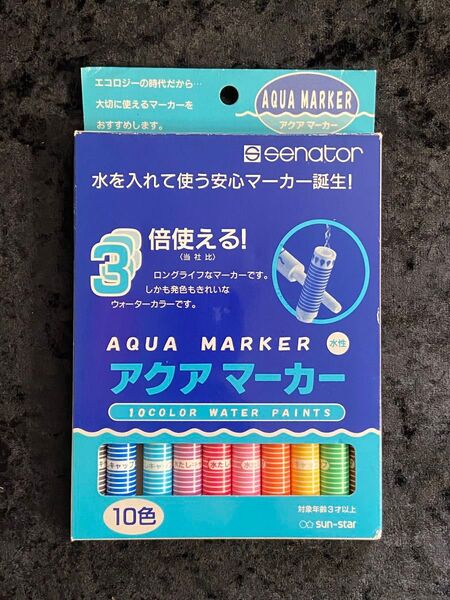 エコロジーの時代だから…
大切に使えるマーカーを
おすすめします。
AQUA MARKER
アクア マーカー
senator
水を入れて使う安心マーカー誕生!
3倍使える!
(当社比)
ロングライフなマーカーです。
しかも発色もきれいな
ウォーターカラーです。
AQUA MARKER 水性
アクア マーカー
10COLOR WATER PAINTS
10色
対象年齢3才以上
sun-star